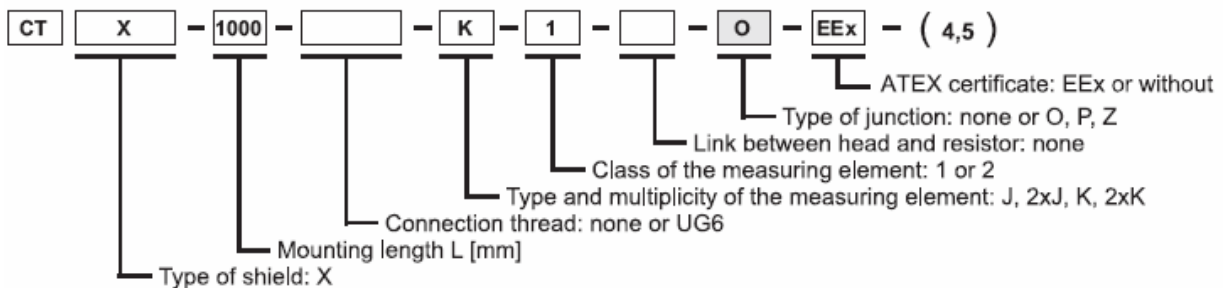 CT X - 1000 - - K - 1 - - O - EEx - ( 4,5 )
ATEX certificate: EEx or without
Type of junction: none or O, P, Z
Link between head and resistor: none
Class of the measuring element: 1 or 2
Type and multiplicity of the measuring element: J, 2xJ, K, 2xK
Connection thread: none or UG6
Mounting length L [mm]
Type of shield: X